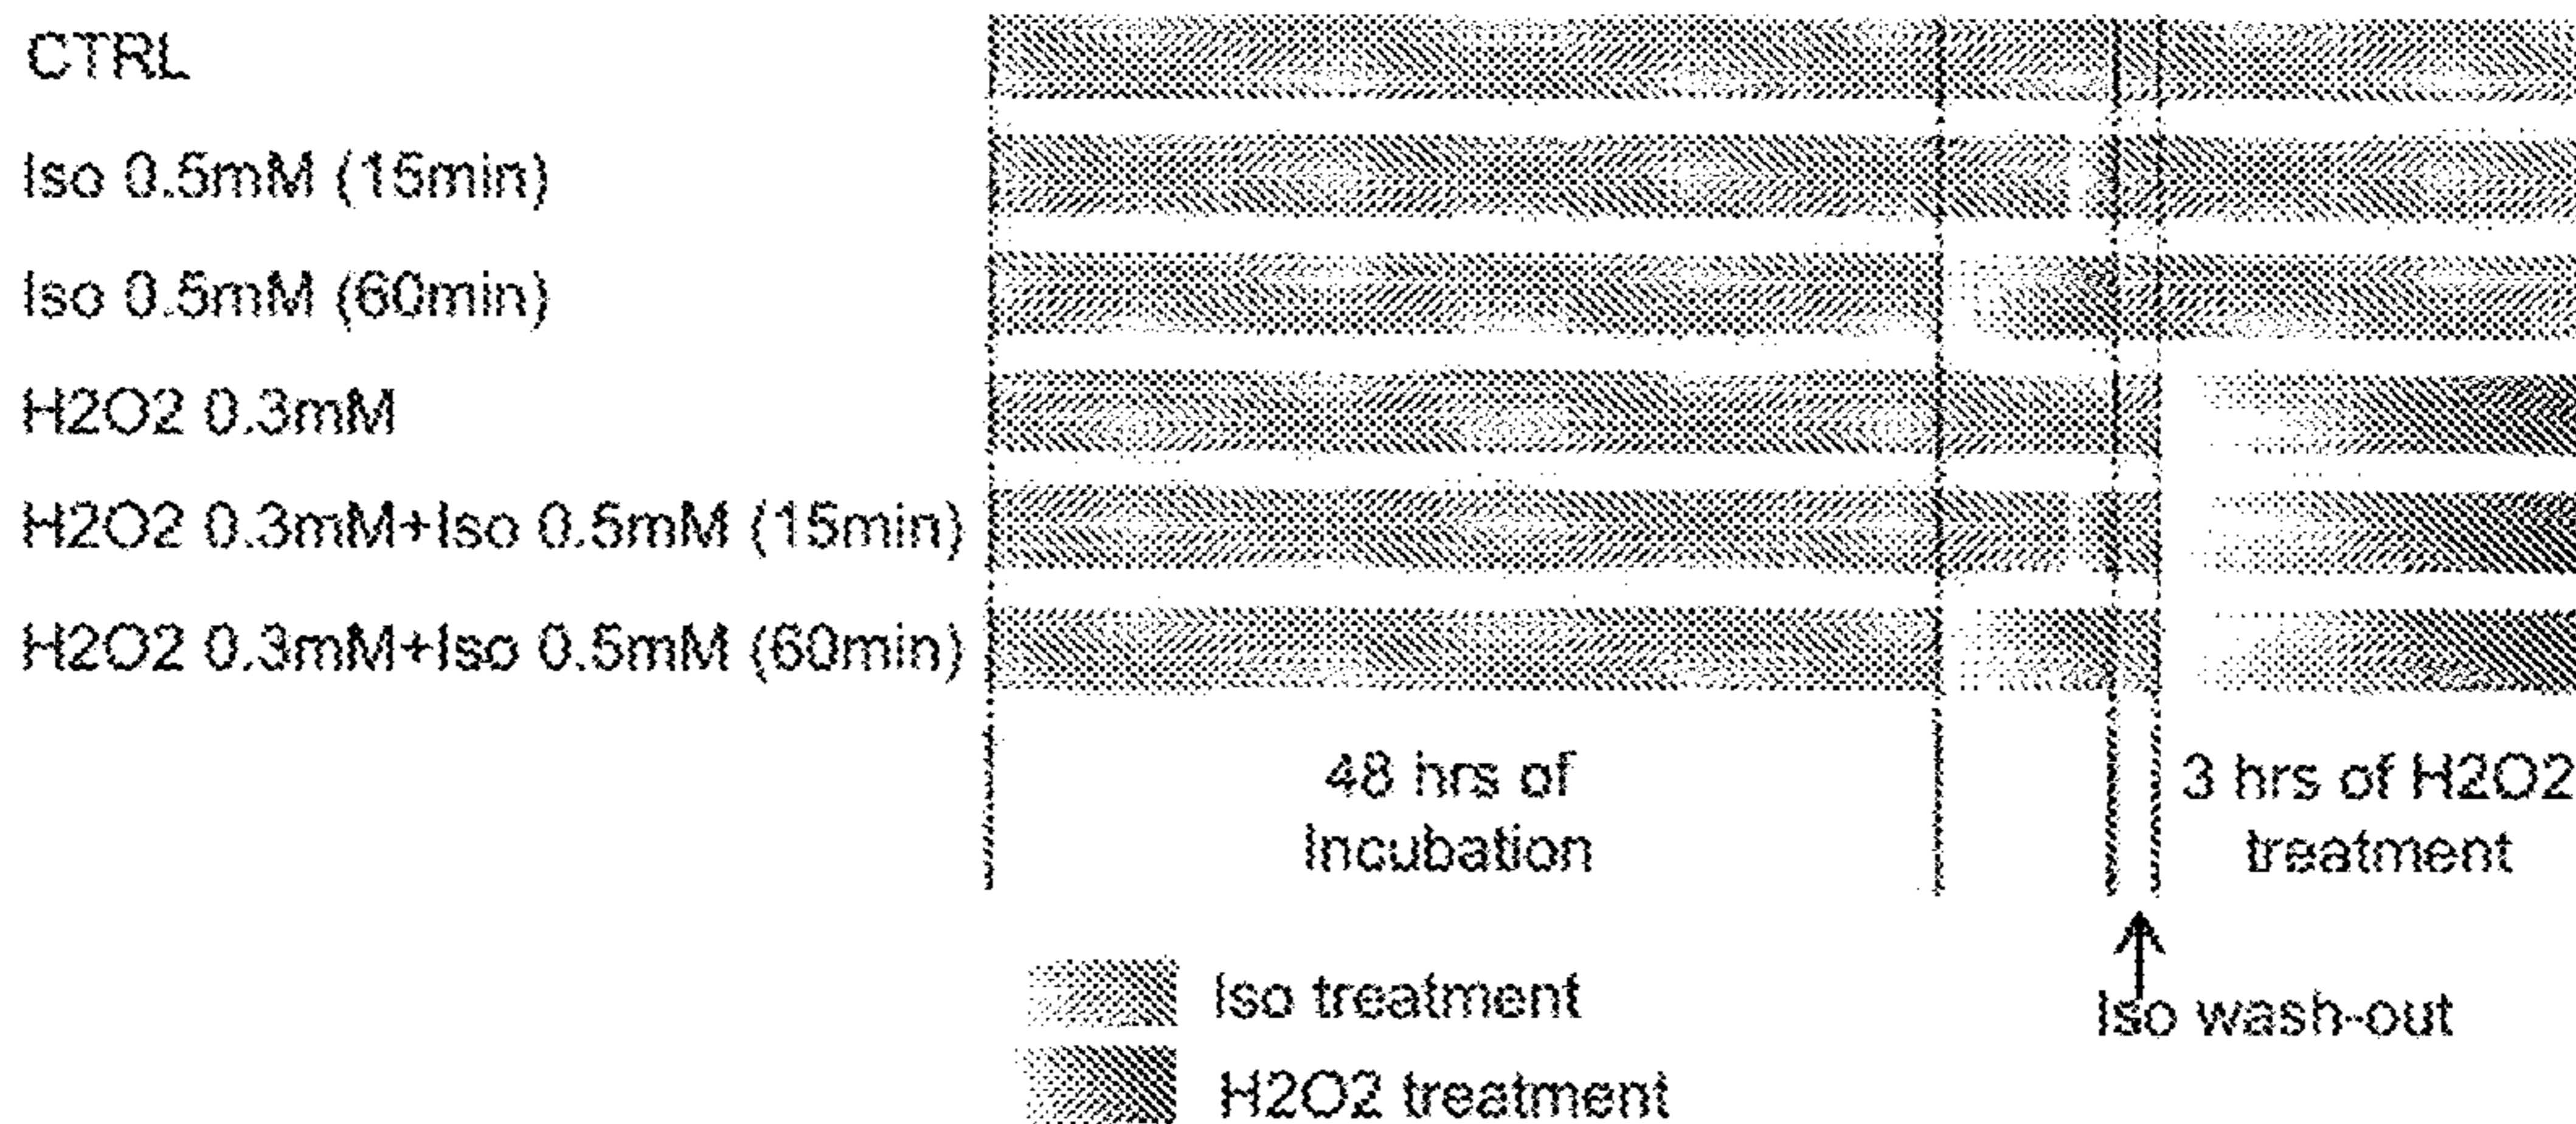 CTRL
Iso 0.5mM (15min)
Iso 0.5mM (60min)
H2O2 0.3mM
H2O2 0.3mM+Iso 0.5mM (15min)
H2O2 0.3mM+Iso 0.5mM (60min)
48 hrs of
Incubation
3 hrs of H2O2
treatment
Iso wash-out
Iso treatment
H2O2 treatment